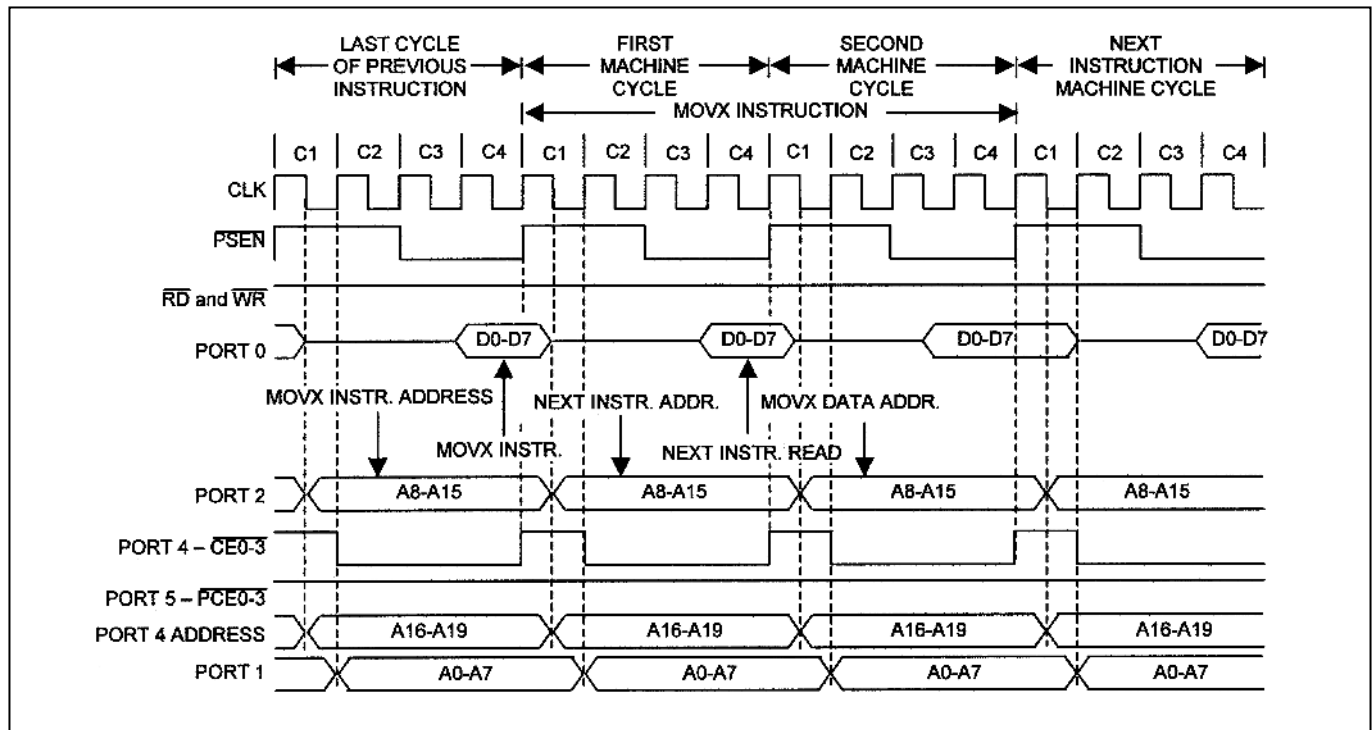 LAST CYCLE OF PREVIOUS INSTRUCTION
FIRST MACHINE CYCLE
SECOND MACHINE CYCLE
NEXT INSTRUCTION MACHINE CYCLE
MOVX INSTRUCTION
C1 C2 C3 C4 C1 C2 C3 C4 C1 C2 C3 C4 C1 C2 C3 C4
CLK
PSEN
RD and WR
PORT 0 D0-D7 D0-D7 D0-D7 D0-D7
MOVX INSTR. ADDRESS NEXT INSTR. ADDR. MOVX DATA ADDR.
MOVX INSTR. NEXT INSTR. READ
PORT 2 A8-A15 A8-A15 A8-A15 A8-A15
PORT 4 – CE0-3
PORT 5 – PCE0-3
PORT 4 ADDRESS A16-A19 A16-A19 A16-A19 A16-A19
PORT 1 A0-A7 A0-A7 A0-A7 A0-A7